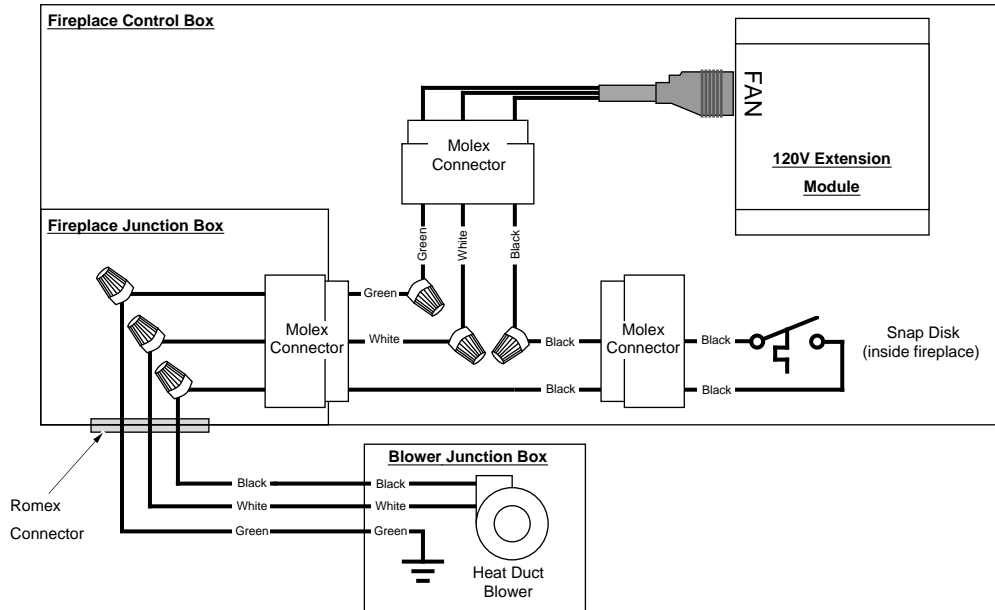 Fireplace Control Box
FAN
120V Extension
Module
Molex
Connector
Fireplace Junction Box
Green
White
Black
Green
White
Black
Black
Molex
Connector
Molex
Connector
Black
Black
Snap Disk
(inside fireplace)
Romex
Connector
Blower Junction Box
Black
Black
White
White
Green
Green
Heat Duct
Blower